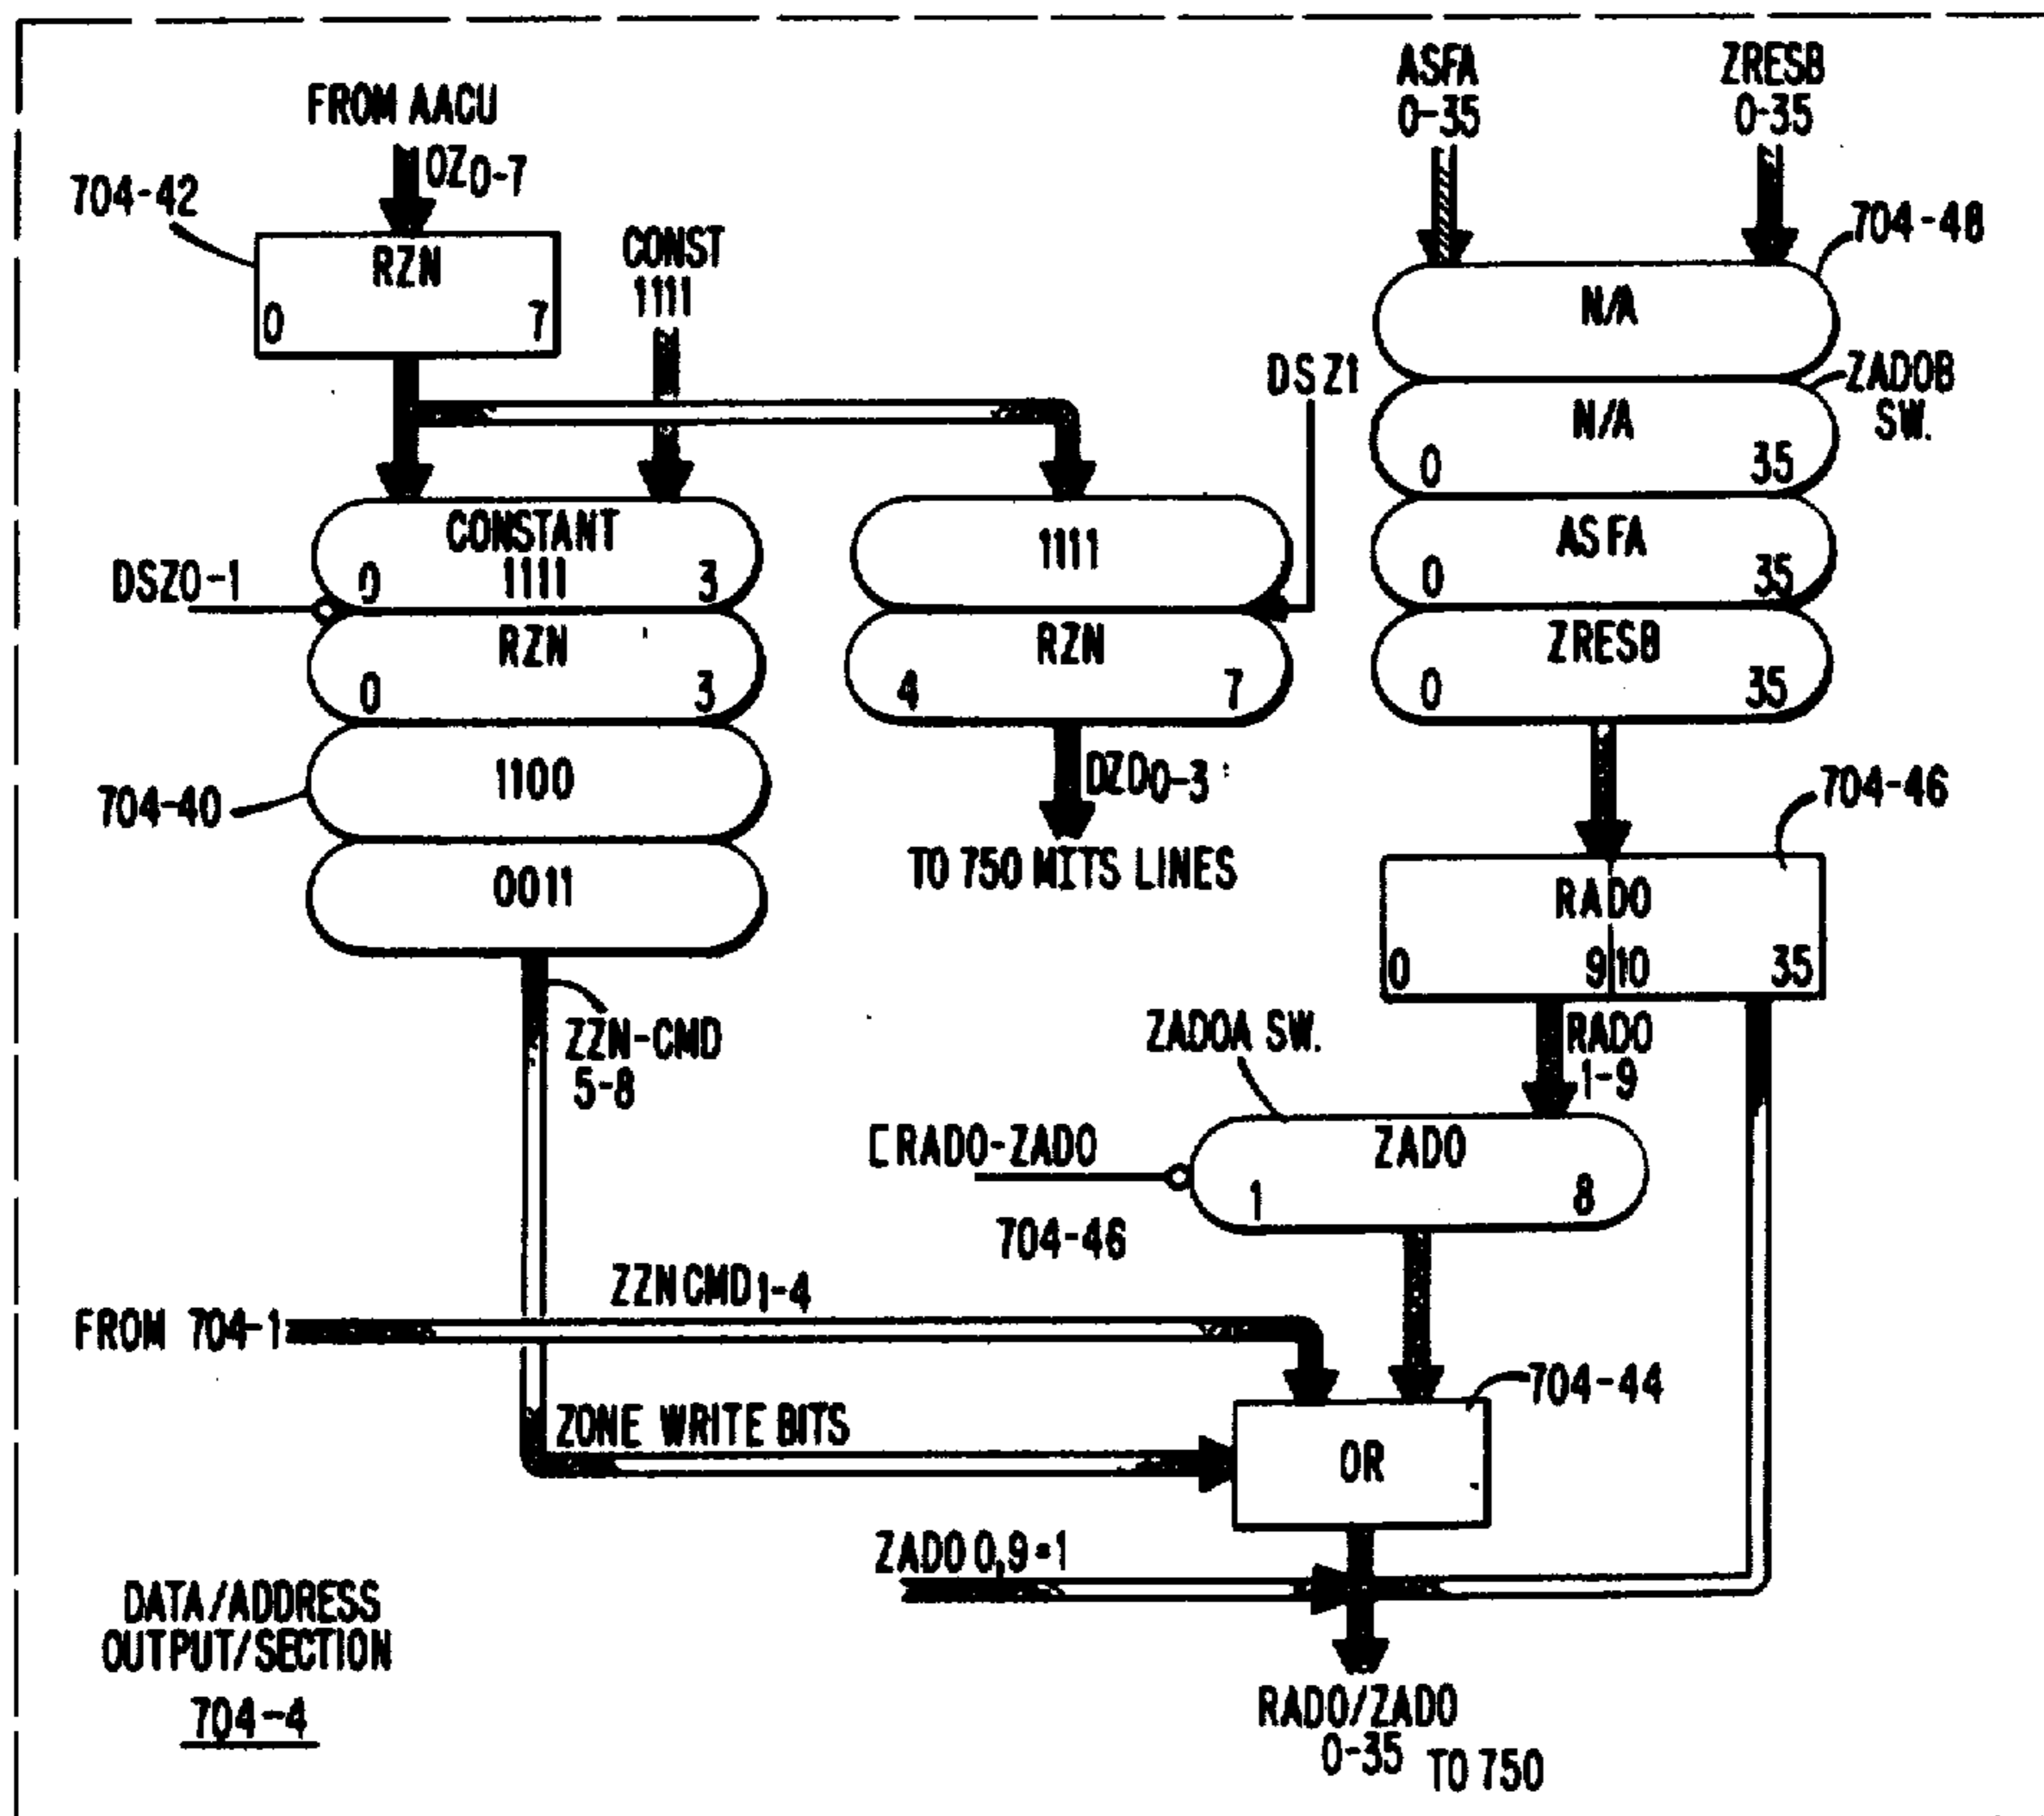 FROM AACU
OZ0-7
704-42
RZN
0 7
CONST
1111
ASFA
0-35
ZRESB
0-35
704-48
N/A
ZADOB
SW.
N/A
0 35
DSZ1
CONSTANT
1111
0 3
DSZ0-1
RZN
0 3
1100
704-40
0011
1111
RZN
4 7
DZD0-3
TO 750 MITS LINES
ASFA
0 35
ZRESB
0 35
704-46
RADO
0 9 10 35
ZZN-CMD
5-8
ZADOA SW.
RADO
1-9
[RADO-ZADO
ZADO
1 8
704-46
ZZN CMD1-4
FROM 704-1
704-44
ZONE WRITE BITS
OR
ZADO 0,9=1
DATA/ADDRESS
OUTPUT/SECTION
704-4
RADO/ZADO
0-35 TO 750